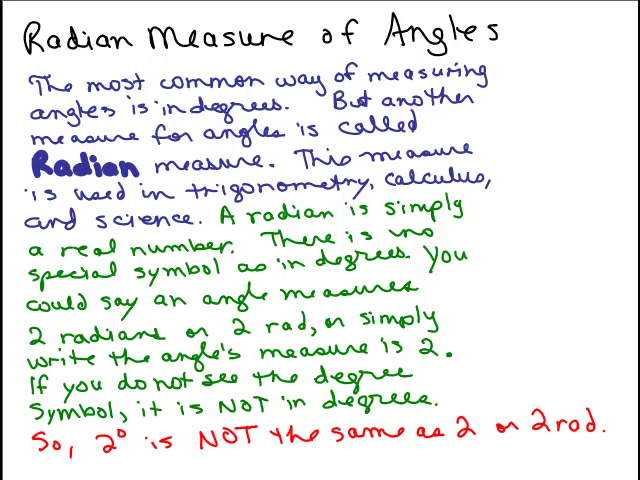 Radian Measure of Angles
The most common way of measuring
angles is in degrees. But another
measure for angles is called
Radian measure. This measure
is used in trigonometry, calculus,
and science. A radian is simply
a real number. There is no
special symbol as in degrees. You
could say an angle measures
2 radians or 2 rad, or simply
write the angle's measure is 2.
If you do not see the degree
symbol, it is NOT in degrees.
So, 2° is NOT the same as 2 or 2 rad.